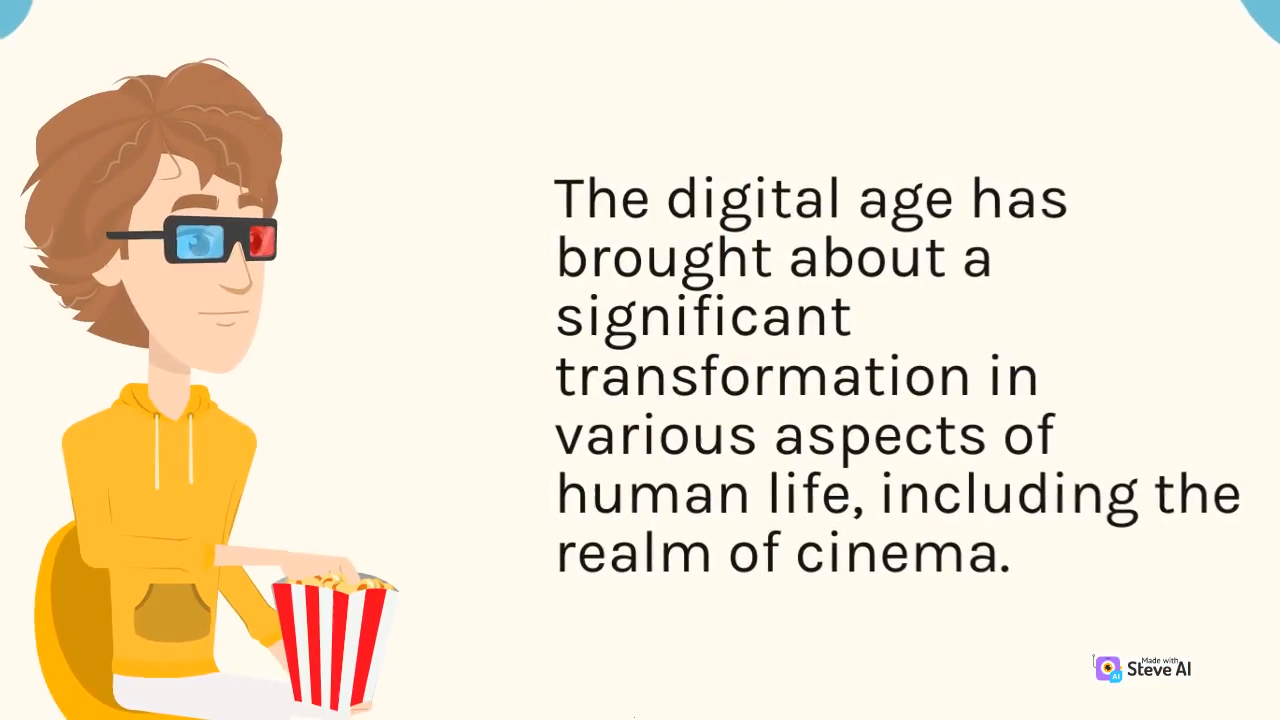 The digital age has
brought about a
significant
transformation in
various aspects of
human life, including the
realm of cinema.
Made with
Steve AI
AI